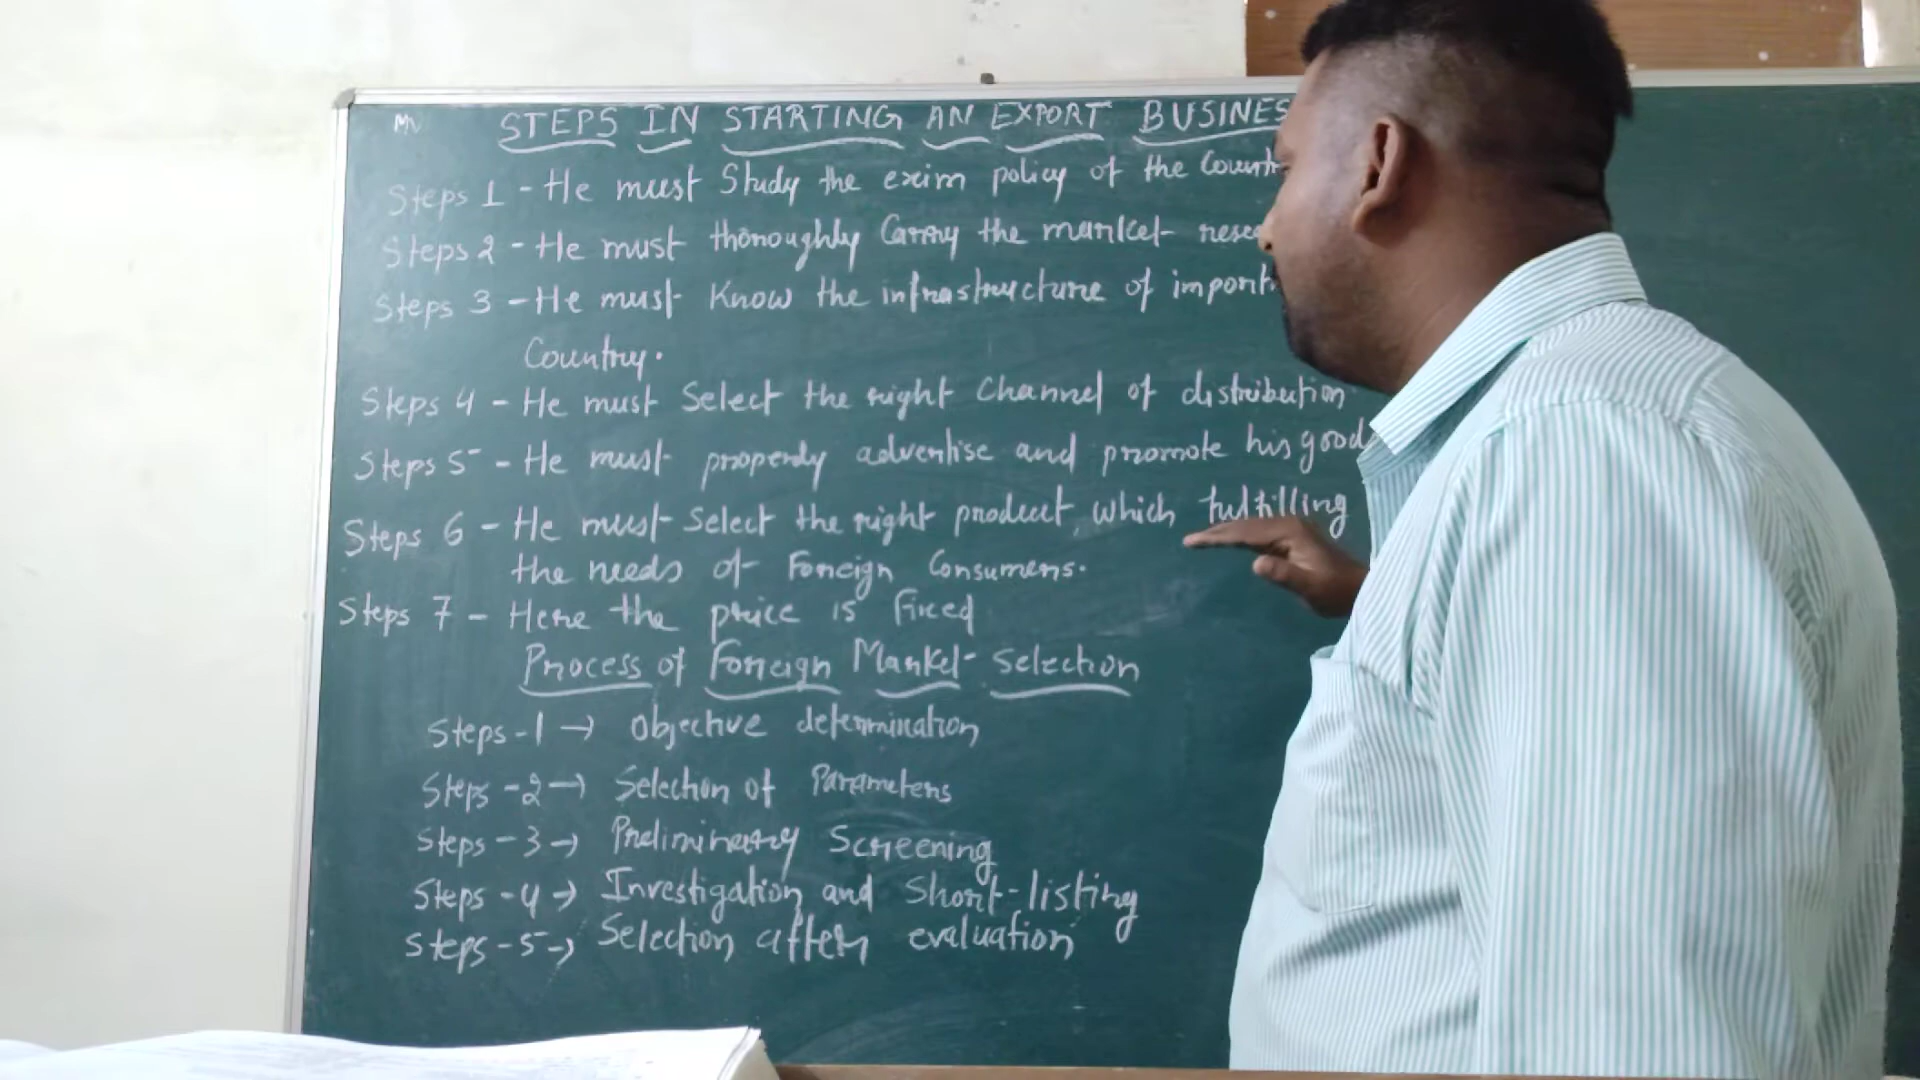 STEPS IN STARTING AN EXPORT BUSINES
Steps 1 - He must Study the exim policy of the Count
Steps 2 - He must thoroughly Carry the market resea
Steps 3 - He must Know the infrastructure of import
Country.
Steps 4 - He must Select the right Channel of distribution
Steps 5 - He must properly advertise and promote his good
Steps 6 - He must Select the right product, which fulfilling
the needs of Foreign Consumers.
Steps 7 - Here the price is fixed
Process of Foreign Market Selection
Steps-1 → Objective determination
Steps-2 → Selection of Parameters
Steps-3 → Preliminary Screening
Steps-4 → Investigation and Short-listing
Steps-5 → Selection after evaluation